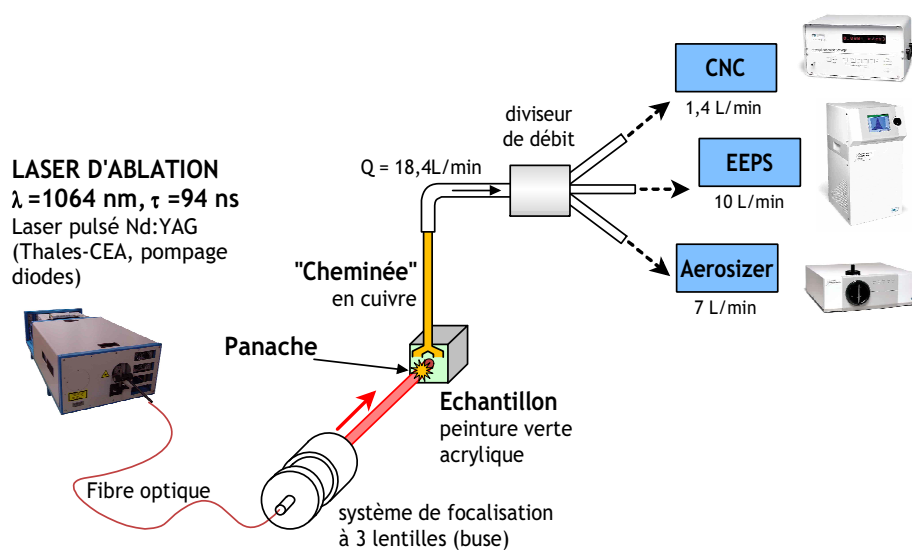 LASER D'ABLATION
λ =1064 nm, τ =94 ns
Laser pulsé Nd:YAG
(Thales-CEA, pompage
diodes)
Fibre optique
système de focalisation
à 3 lentilles (buse)
Panache
"Cheminée"
en cuivre
Echantillon
peinture verte
acrylique
Q = 18,4L/min
diviseur
de débit
CNC
1,4 L/min
EEPS
10 L/min
Aerosizer
7 L/min